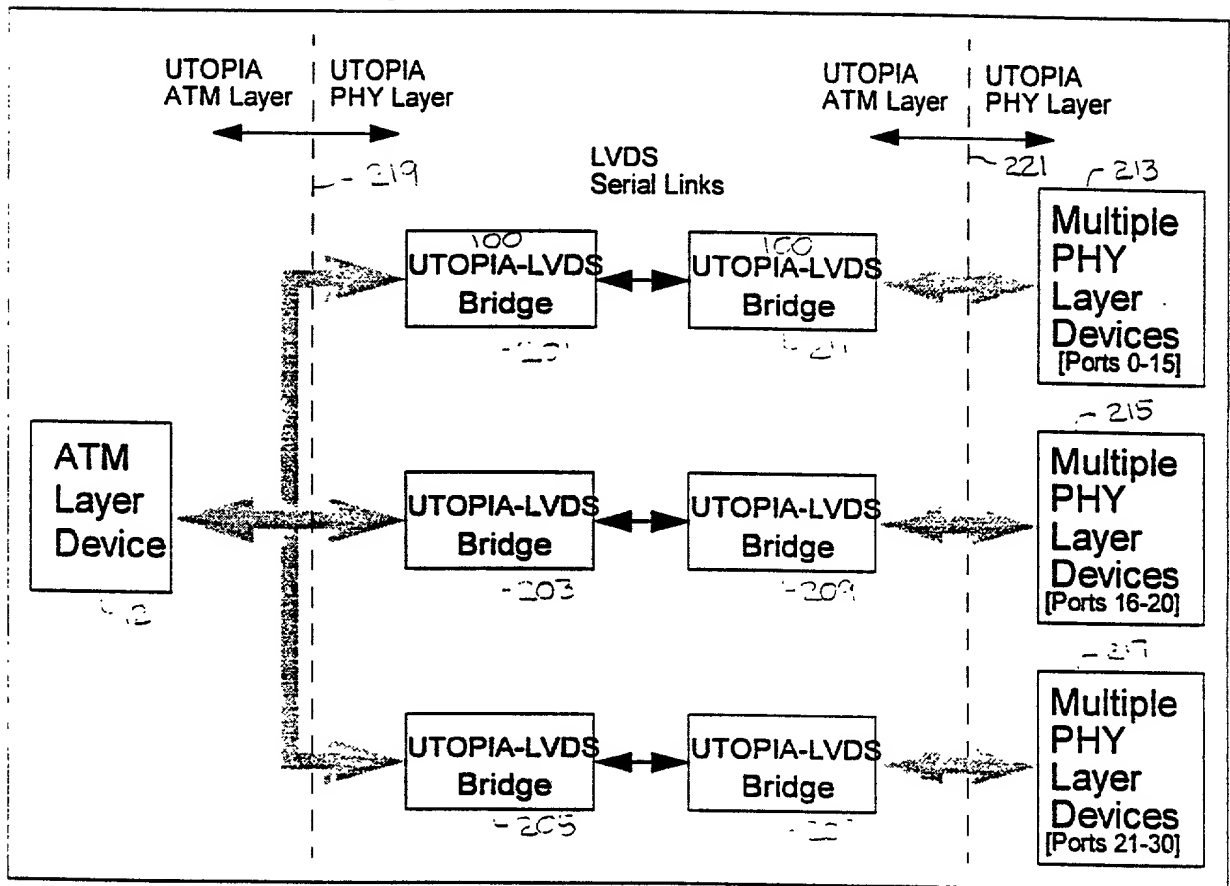 UTOPIA
ATM Layer
UTOPIA
PHY Layer
UTOPIA
ATM Layer
UTOPIA
PHY Layer
219
LVDS
Serial Links
221
213
100
UTOPIA-LVDS
Bridge
100
UTOPIA-LVDS
Bridge
Multiple
PHY
Layer
Devices
[Ports 0-15]
215
ATM
Layer
Device
UTOPIA-LVDS
Bridge
203
UTOPIA-LVDS
Bridge
209
Multiple
PHY
Layer
Devices
[Ports 16-20]
217
UTOPIA-LVDS
Bridge
205
UTOPIA-LVDS
Bridge
Multiple
PHY
Layer
Devices
[Ports 21-30]